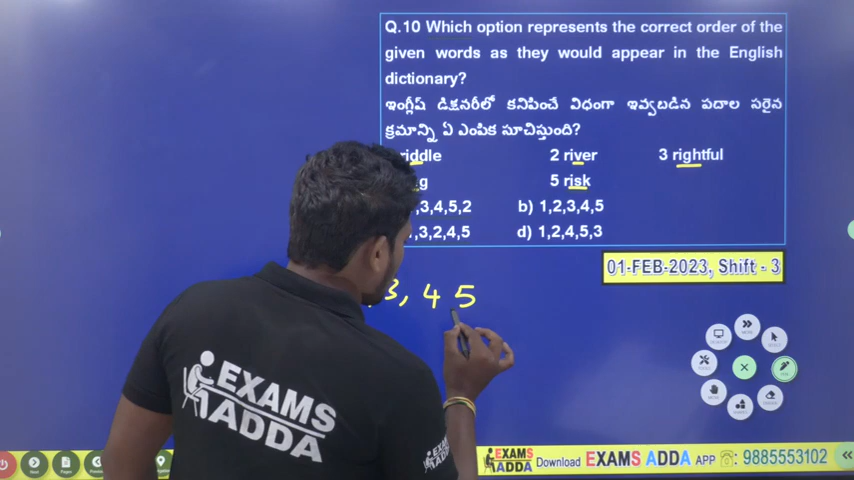 Q.10 Which option represents the correct order of the
given words as they would appear in the English
dictionary?
ఇంగ్లీష్ డిక్షనరీలో కనిపించే విధంగా ఇవ్వబడిన పదాల సరైన
క్రమాన్ని ఏ ఎంపిక సూచిస్తుంది?
riddle 2 river 3 rightful
g 5 risk
,3,4,5,2 b) 1,2,3,4,5
1,3,2,4,5 d) 1,2,4,5,3
01-FEB-2023, Shift - 3
3, 4 5
EXAMS
ADDA
EXAMS
ADDA
EXAMS
ADDA Download EXAMS ADDA APP : 9885553102